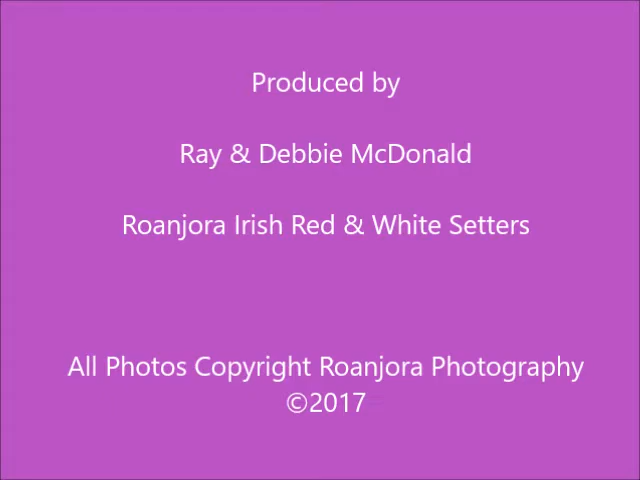 Produced by
Ray & Debbie McDonald
Roanjora Irish Red & White Setters
All Photos Copyright Roanjora Photography
©2017